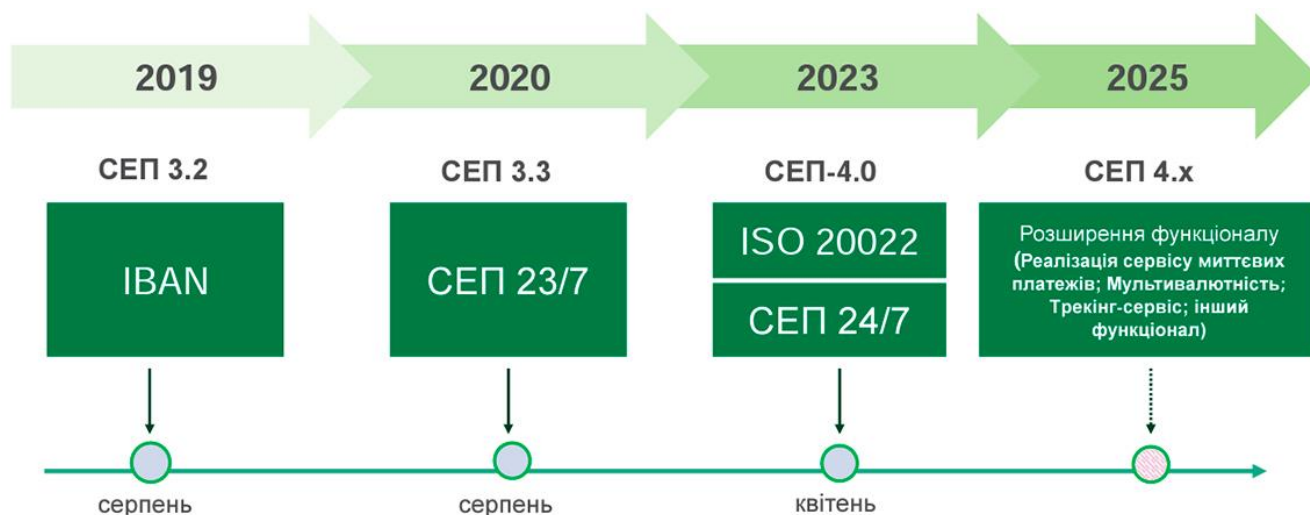 2019
2020
2023
2025
СЕП 3.2
СЕП 3.3
СЕП-4.0
СЕП 4.х
IBAN
СЕП 23/7
ISO 20022
СЕП 24/7
Розширення функціоналу
(Реалізація сервісу миттєвих
платежів; Мультивалютність;
Трекінг-сервіс; інший
функціонал)
серпень
серпень
квітень